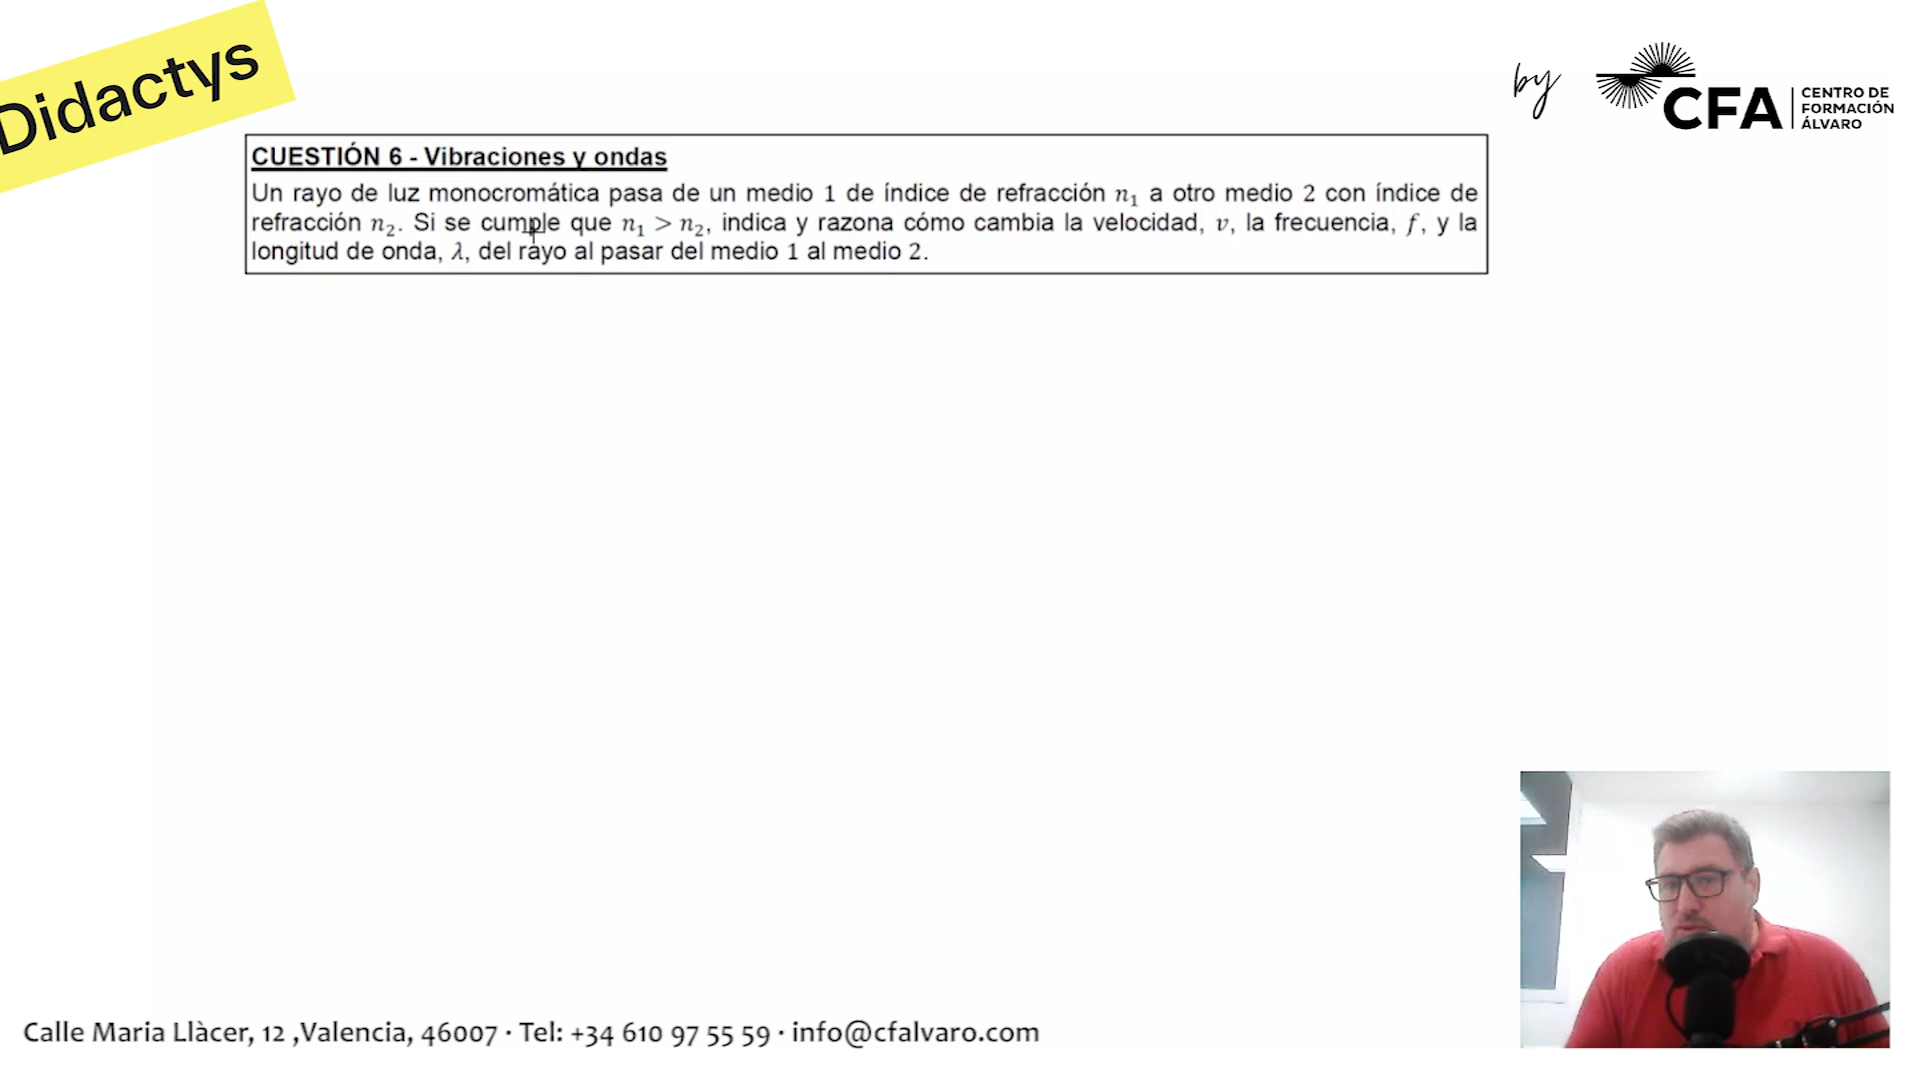 Didactys
by
CFA
CENTRO DE
FORMACIÓN
ÁLVARO
CUESTIÓN 6 - Vibraciones y ondas
Un rayo de luz monocromática pasa de un medio 1 de índice de refracción n₁ a otro medio 2 con índice de
refracción n₂. Si se cumple que n₁ > n₂, indica y razona cómo cambia la velocidad, v, la frecuencia, f, y la
longitud de onda, λ, del rayo al pasar del medio 1 al medio 2.
Calle Maria Llàcer, 12 ,Valencia, 46007 · Tel: +34 610 97 55 59 · info@cfalvaro.com